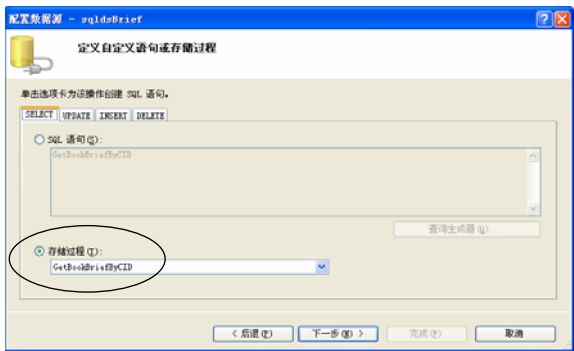 配置数据源 - sqldsBrief
定义自定义语句或存储过程
单击选项卡为该操作创建 SQL 语句。
SELECT UPDATE INSERT DELETE
SQL 语句(S):
GetBookBriefByCID
查询生成器(Q)...
存储过程(T):
GetBookBriefByCID
< 后退(P) 下一步(N) > 完成(F) 取消